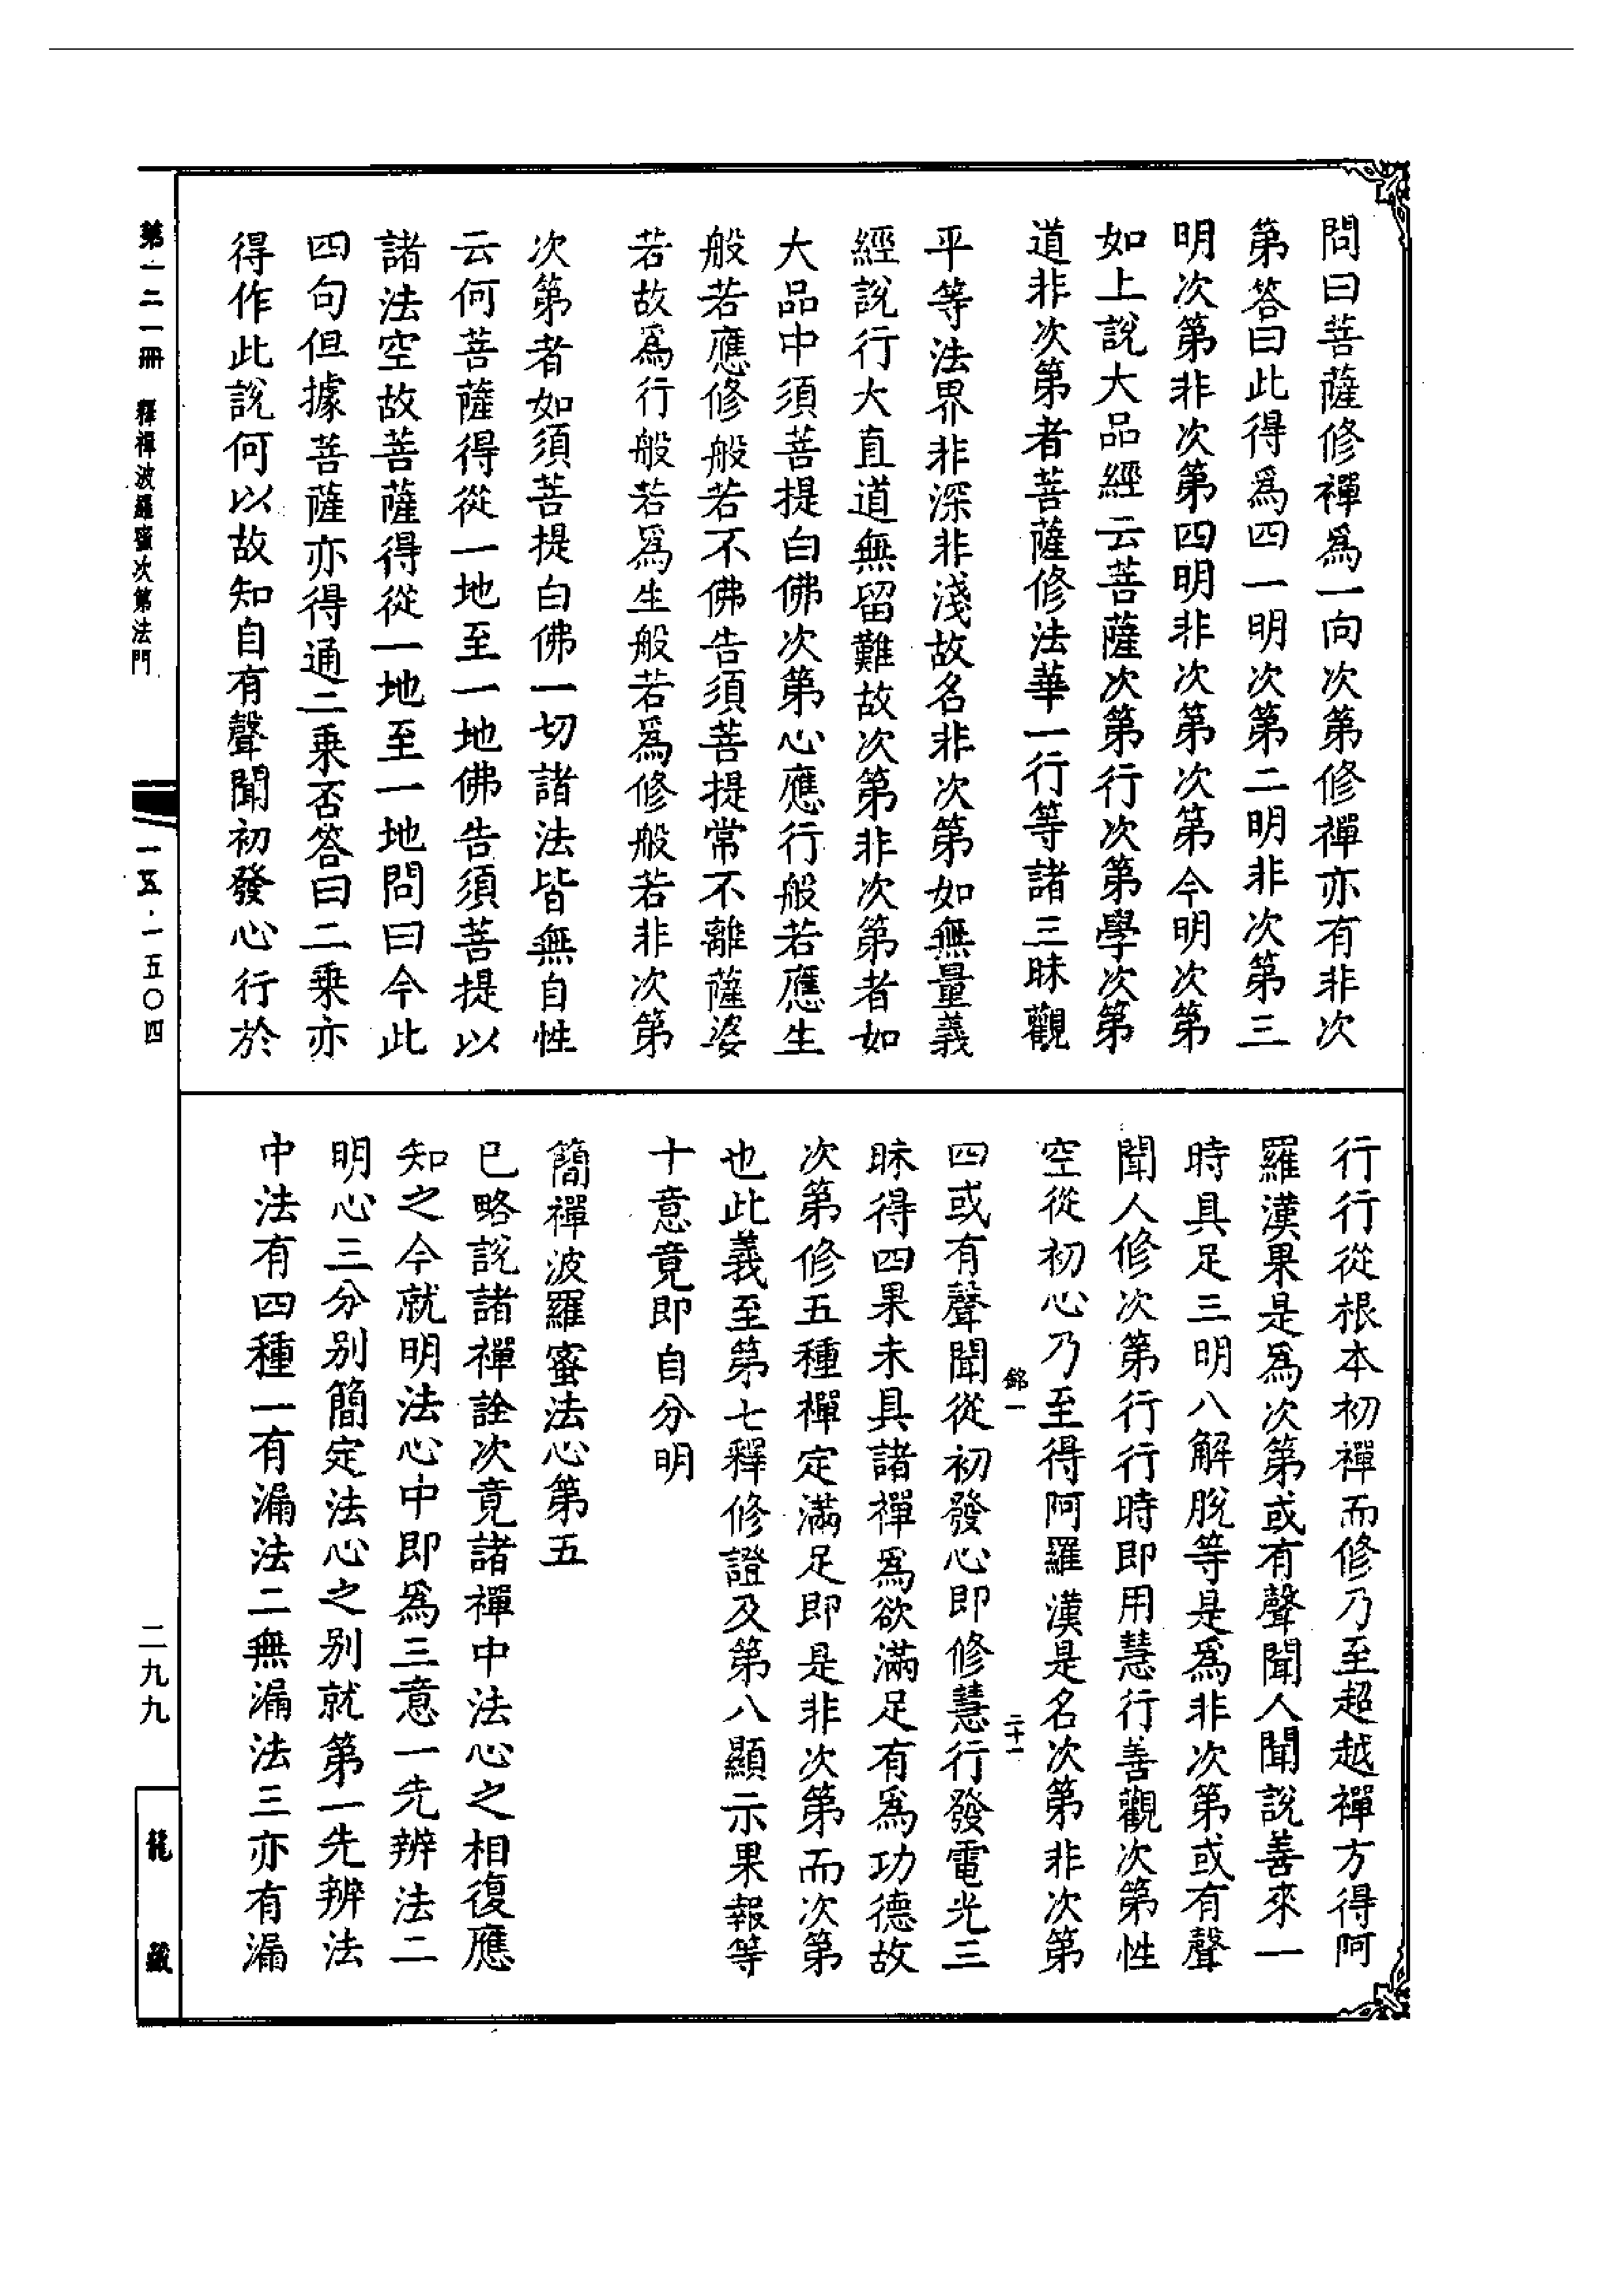 問曰菩薩修禪爲一向次第修禪亦有非次
第答曰此得爲四一明次第二明非次第三
明次第非次第四明非次第次第今明次第
如上說大品經云菩薩次第行次第學次第
道非次第者菩薩修法華一行等諸三昧觀
平等法界非深非淺故名非次第如無量義
經說行大直道無留難故次第非次第者如
大品中須菩提白佛次第心應行般若應生
般若應修般若不佛告須菩提常不離薩婆
若故爲行般若爲生般若爲修般若非次第
次第者如須菩提白佛一切諸法皆無自性
云何菩薩得從一地至一地佛告須菩提以
諸法空故菩薩得從一地至一地問曰今此
四句但據菩薩亦得通二乘否答曰二乘亦
得作此說何以故知自有聲聞初發心行於
行行從根本初禪而修乃至超越禪方得阿
羅漢果是爲次第或有聲聞人聞說善來一
時具足三明八解脫等是爲非次第或有聲
聞人修次第行行時即用慧行善觀次第性
空從初心乃至得阿羅漢是名次第非次第
銘一 二十一
四或有聲聞從初發心即修慧行發電光三
昧得四果未具諸禪爲欲滿足有爲功德故
次第修五種禪定滿足即是非次第而次第
也此義至第七釋修證及第八顯示果報等
十意竟即自分明
簡禪波羅蜜法心第五
已略說諸禪詮次竟諸禪中法心之相復應
知之今就明法心中即爲三意一先辨法二
明心三分別簡定法心之別就第一先辨法
中法有四種一有漏法二無漏法三亦有漏
第一二一冊 釋禪波羅蜜次第法門
一五·一五〇四
二九九
龍藏